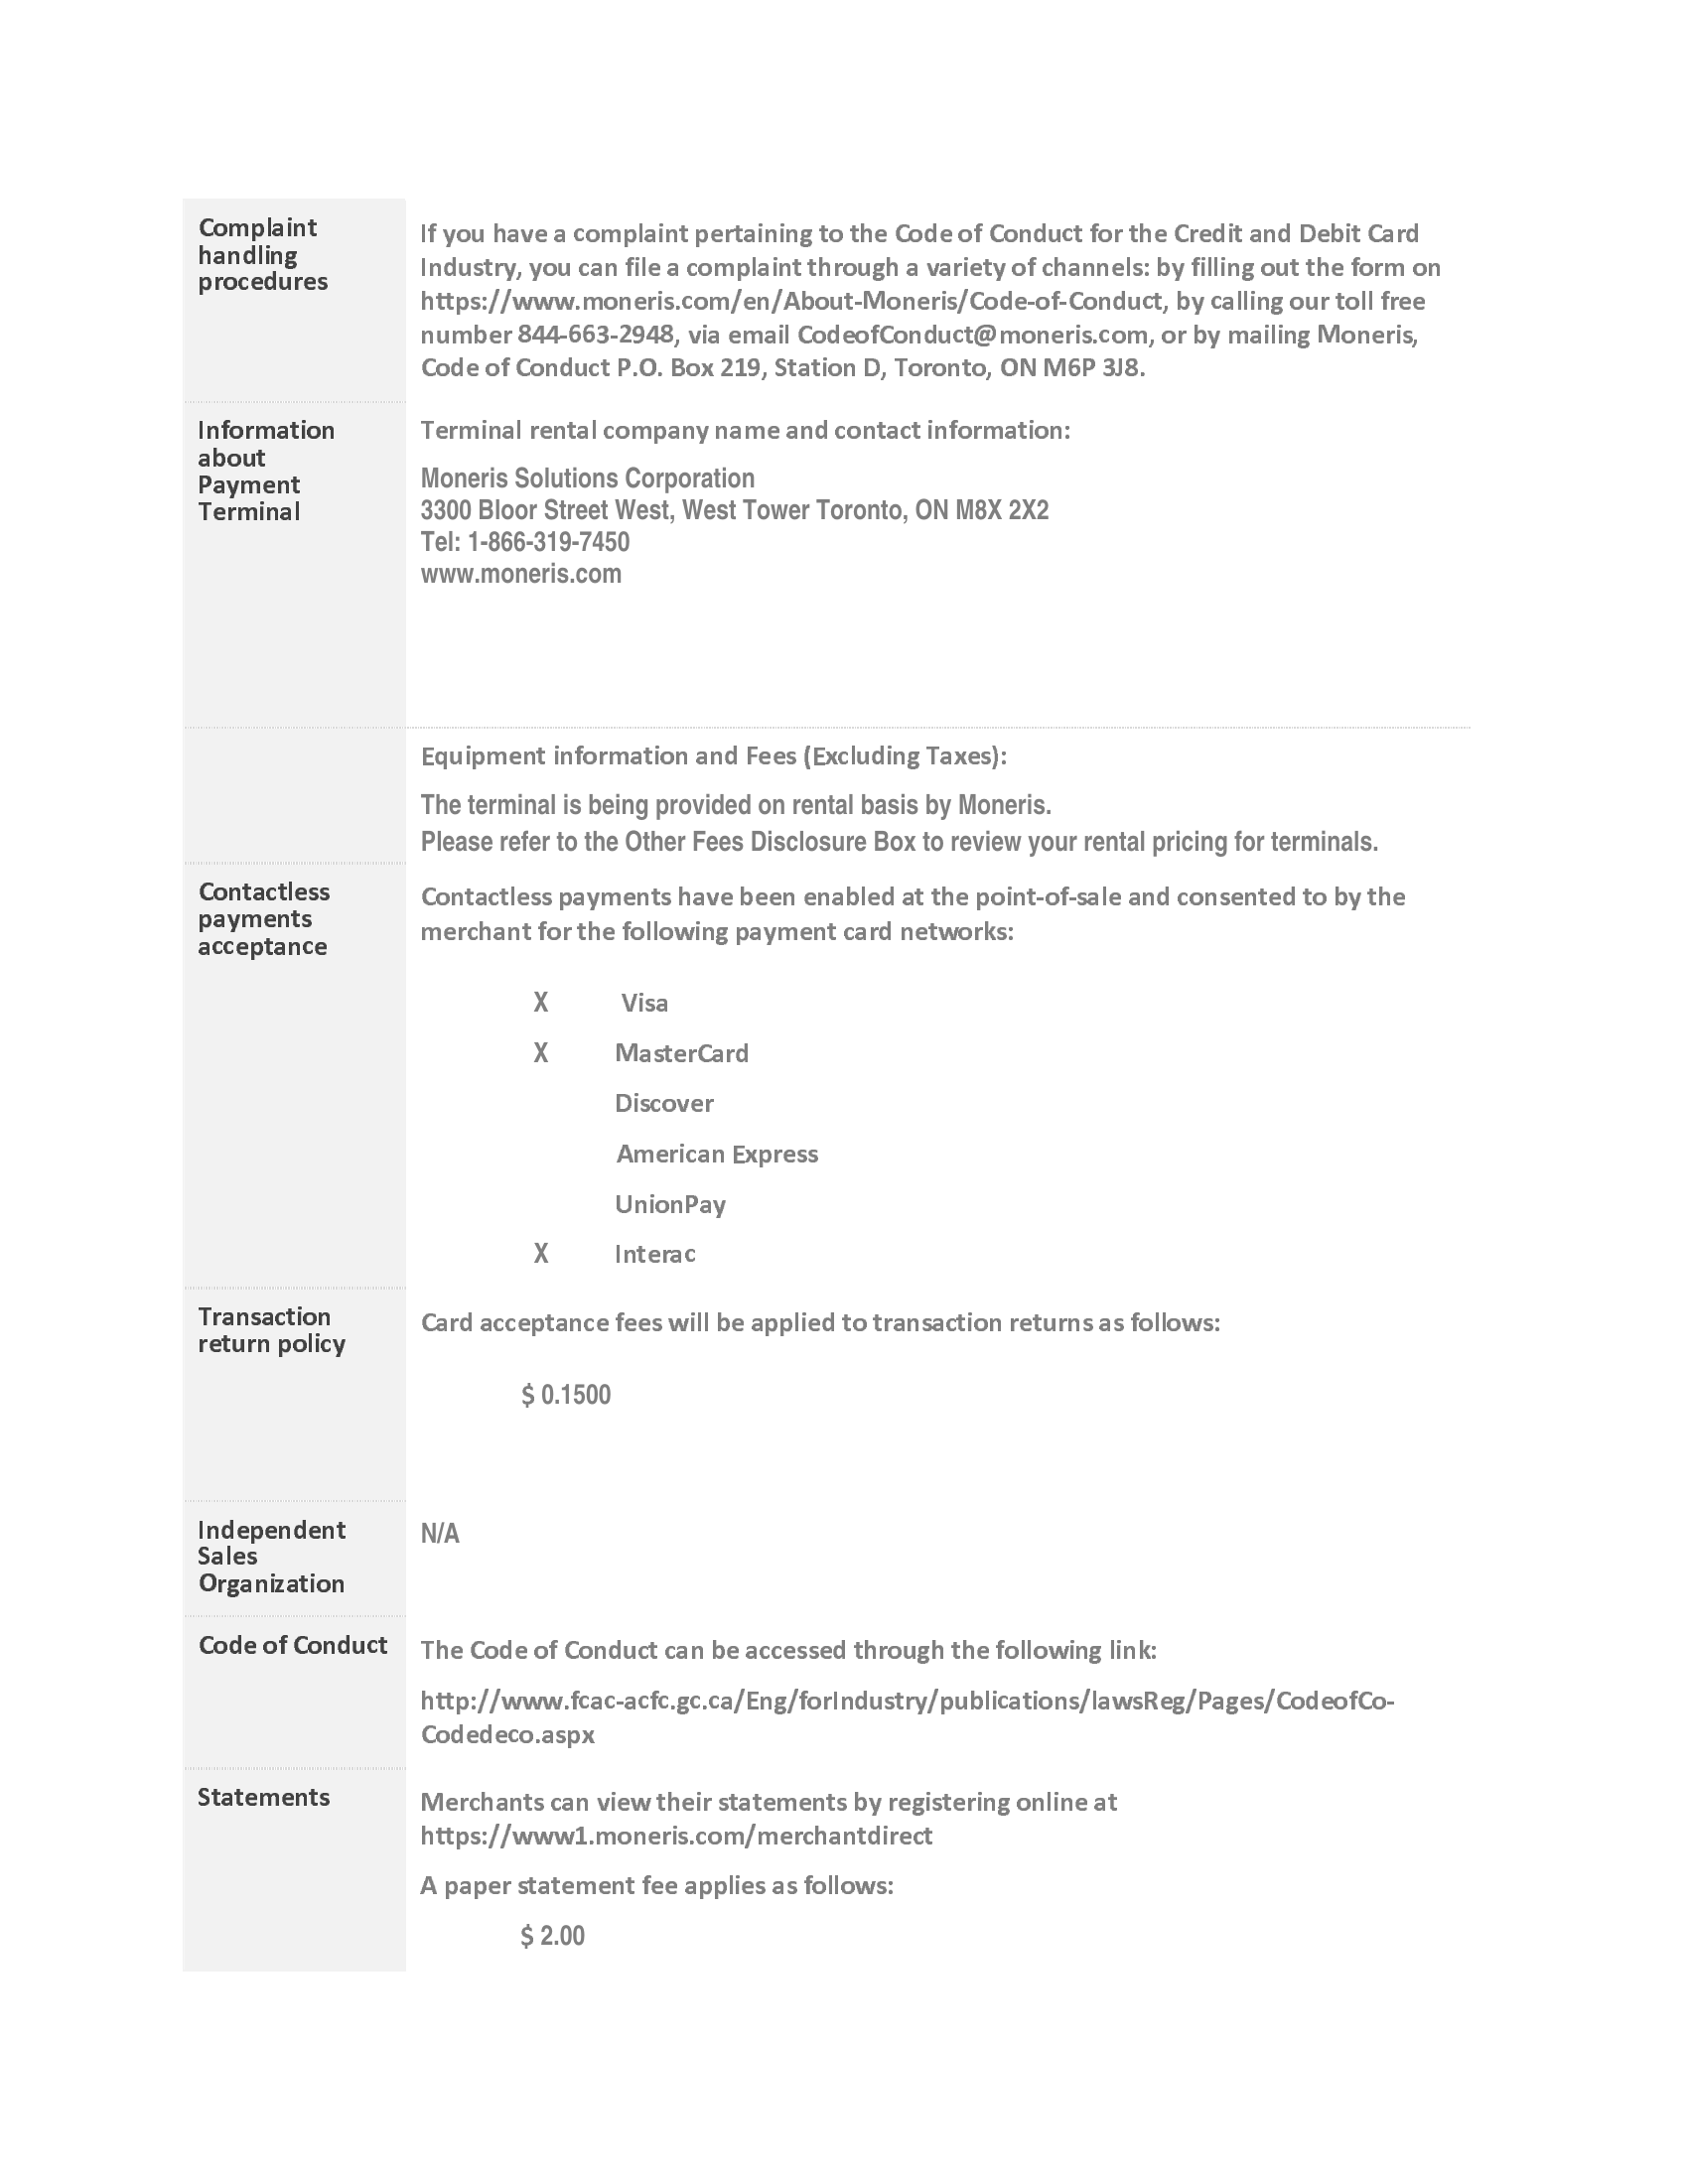 Complaint
handling
procedures
If you have a complaint pertaining to the Code of Conduct for the Credit and Debit Card
Industry, you can file a complaint through a variety of channels: by filling out the form on
https://www.moneris.com/en/About-Moneris/Code-of-Conduct, by calling our toll free
number 844-663-2948, via email CodeofConduct@moneris.com, or by mailing Moneris,
Code of Conduct P.O. Box 219, Station D, Toronto, ON M6P 3J8.
Information
about
Payment
Terminal
Terminal rental company name and contact information:
Moneris Solutions Corporation
3300 Bloor Street West, West Tower Toronto, ON M8X 2X2
Tel: 1-866-319-7450
www.moneris.com
Equipment information and Fees (Excluding Taxes):
The terminal is being provided on rental basis by Moneris.
Please refer to the Other Fees Disclosure Box to review your rental pricing for terminals.
Contactless
payments
acceptance
Contactless payments have been enabled at the point-of-sale and consented to by the
merchant for the following payment card networks:
X Visa
X MasterCard
Discover
American Express
UnionPay
X Interac
Transaction
return policy
Card acceptance fees will be applied to transaction returns as follows:
$ 0.1500
Independent
Sales
Organization
N/A
Code of Conduct
The Code of Conduct can be accessed through the following link:
http://www.fcac-acfc.gc.ca/Eng/forIndustry/publications/lawsReg/Pages/CodeofCo-
Codedeco.aspx
Statements
Merchants can view their statements by registering online at
https://www1.moneris.com/merchantdirect
A paper statement fee applies as follows:
$ 2.00